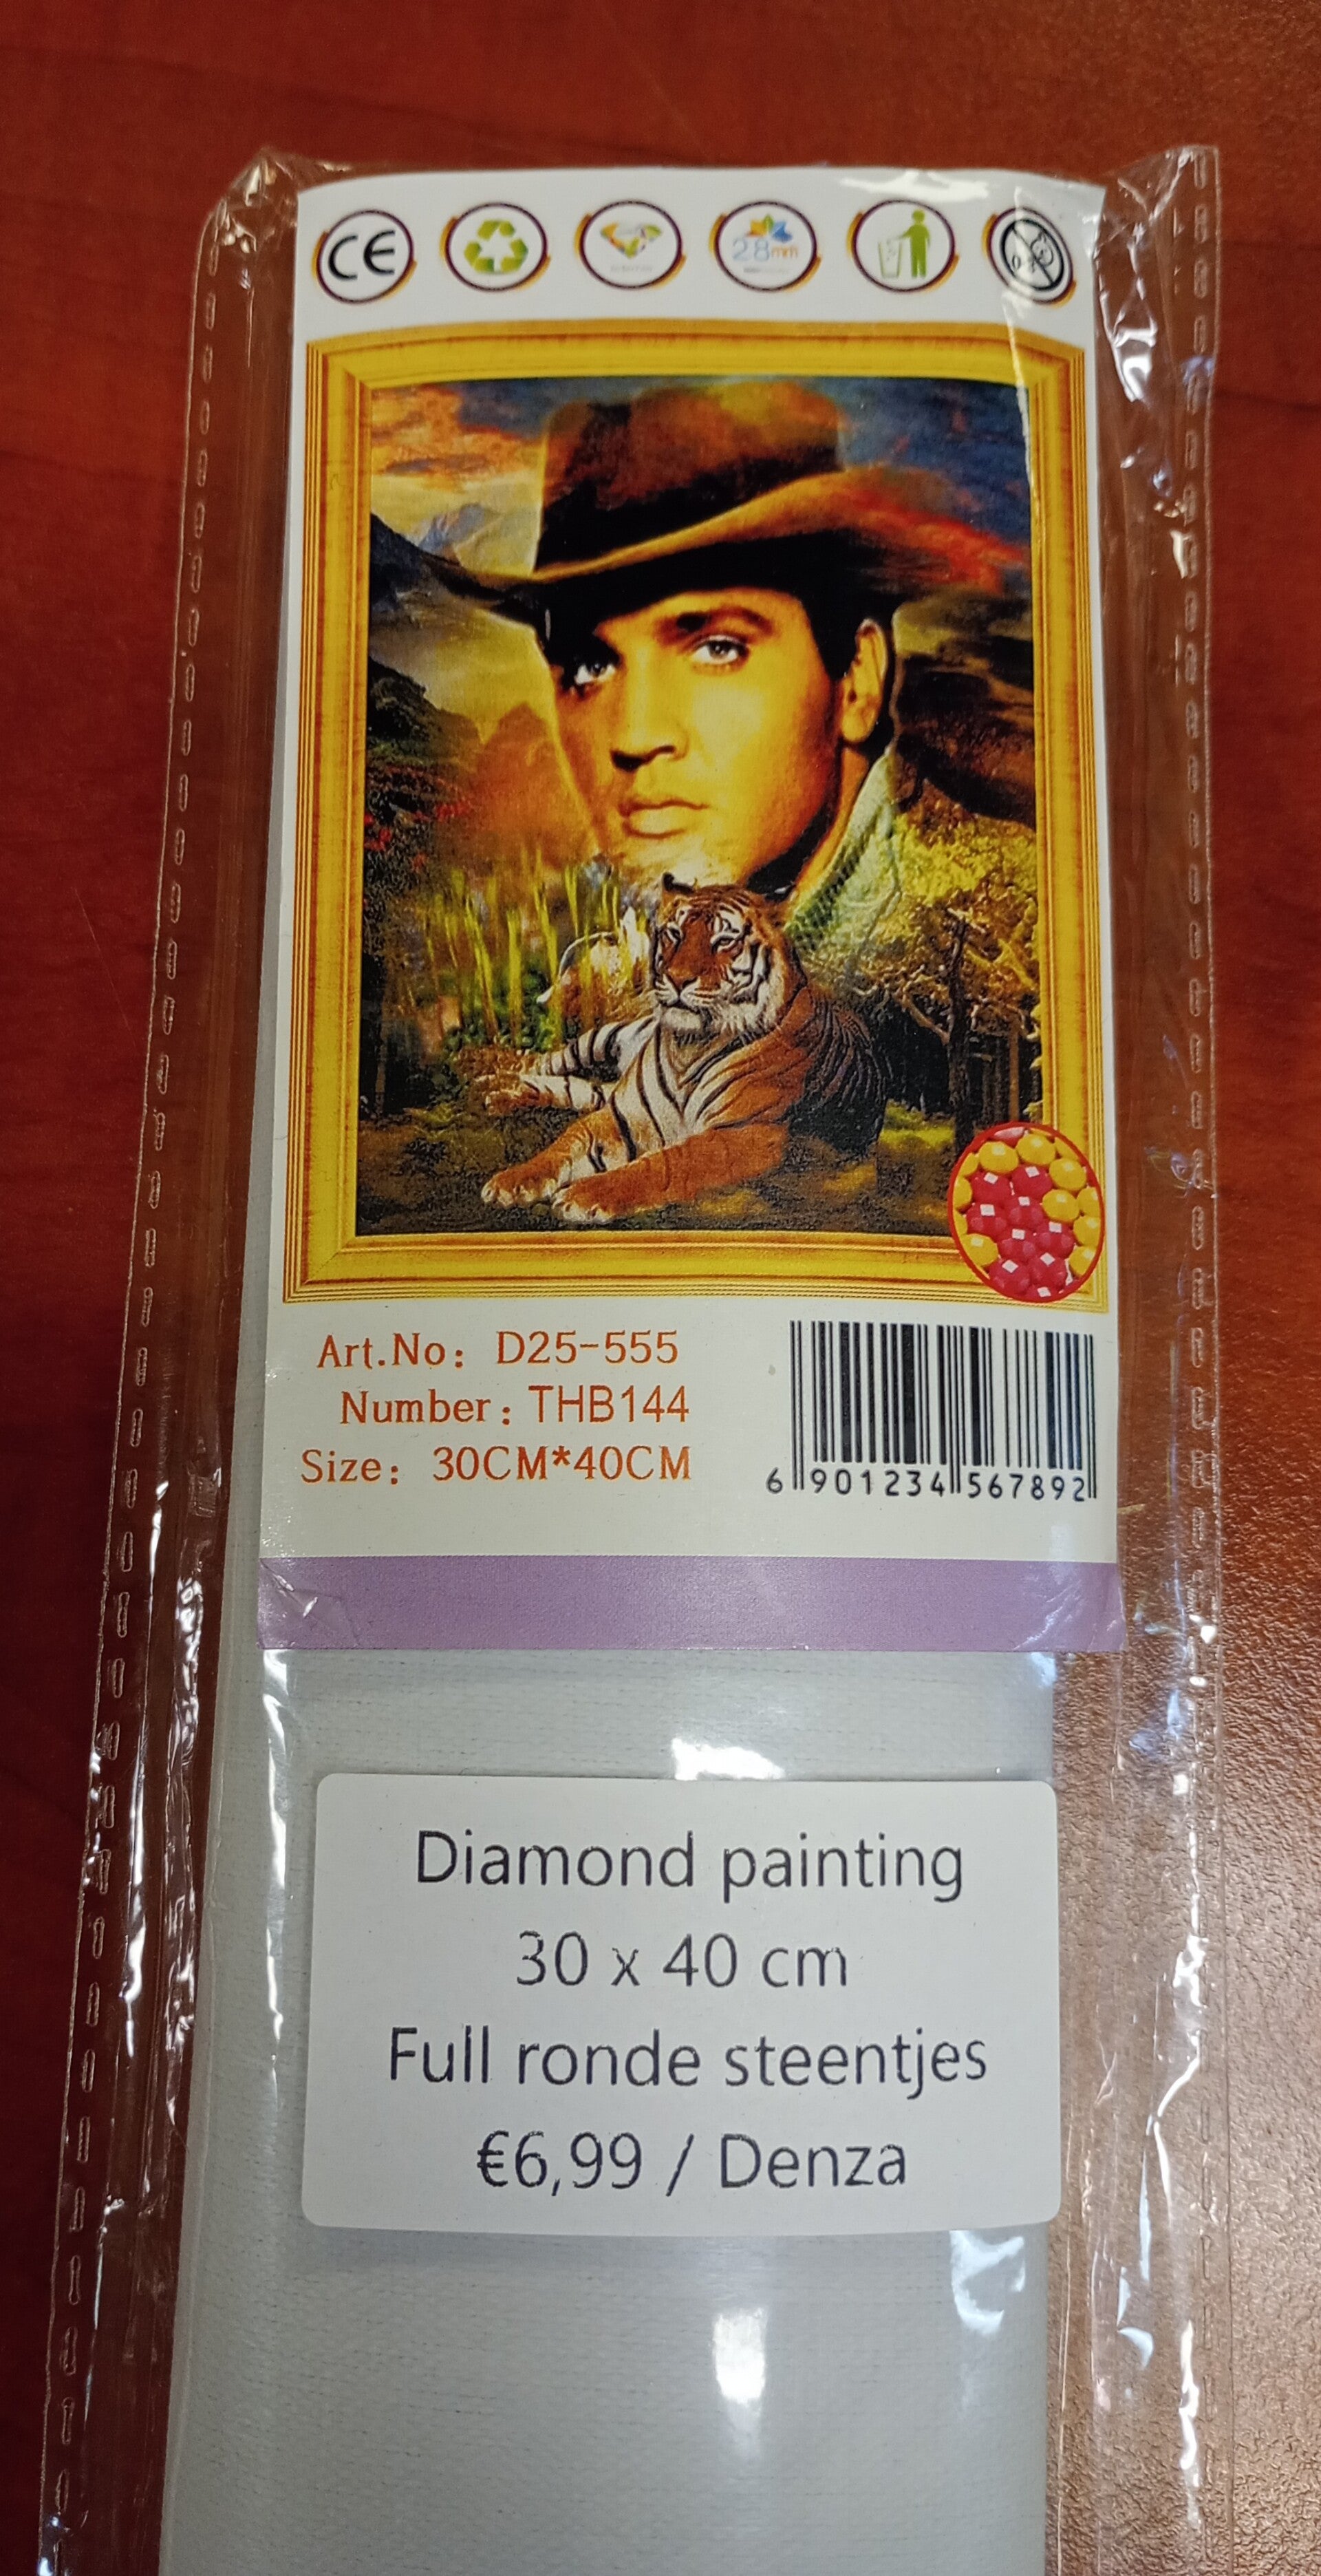 CE
28mm
Art.No: D25-555
Number: THB144
Size: 30CM*40CM
6 901234 567892
Diamond painting
30 x 40 cm
Full ronde steentjes
€6,99 / Denza